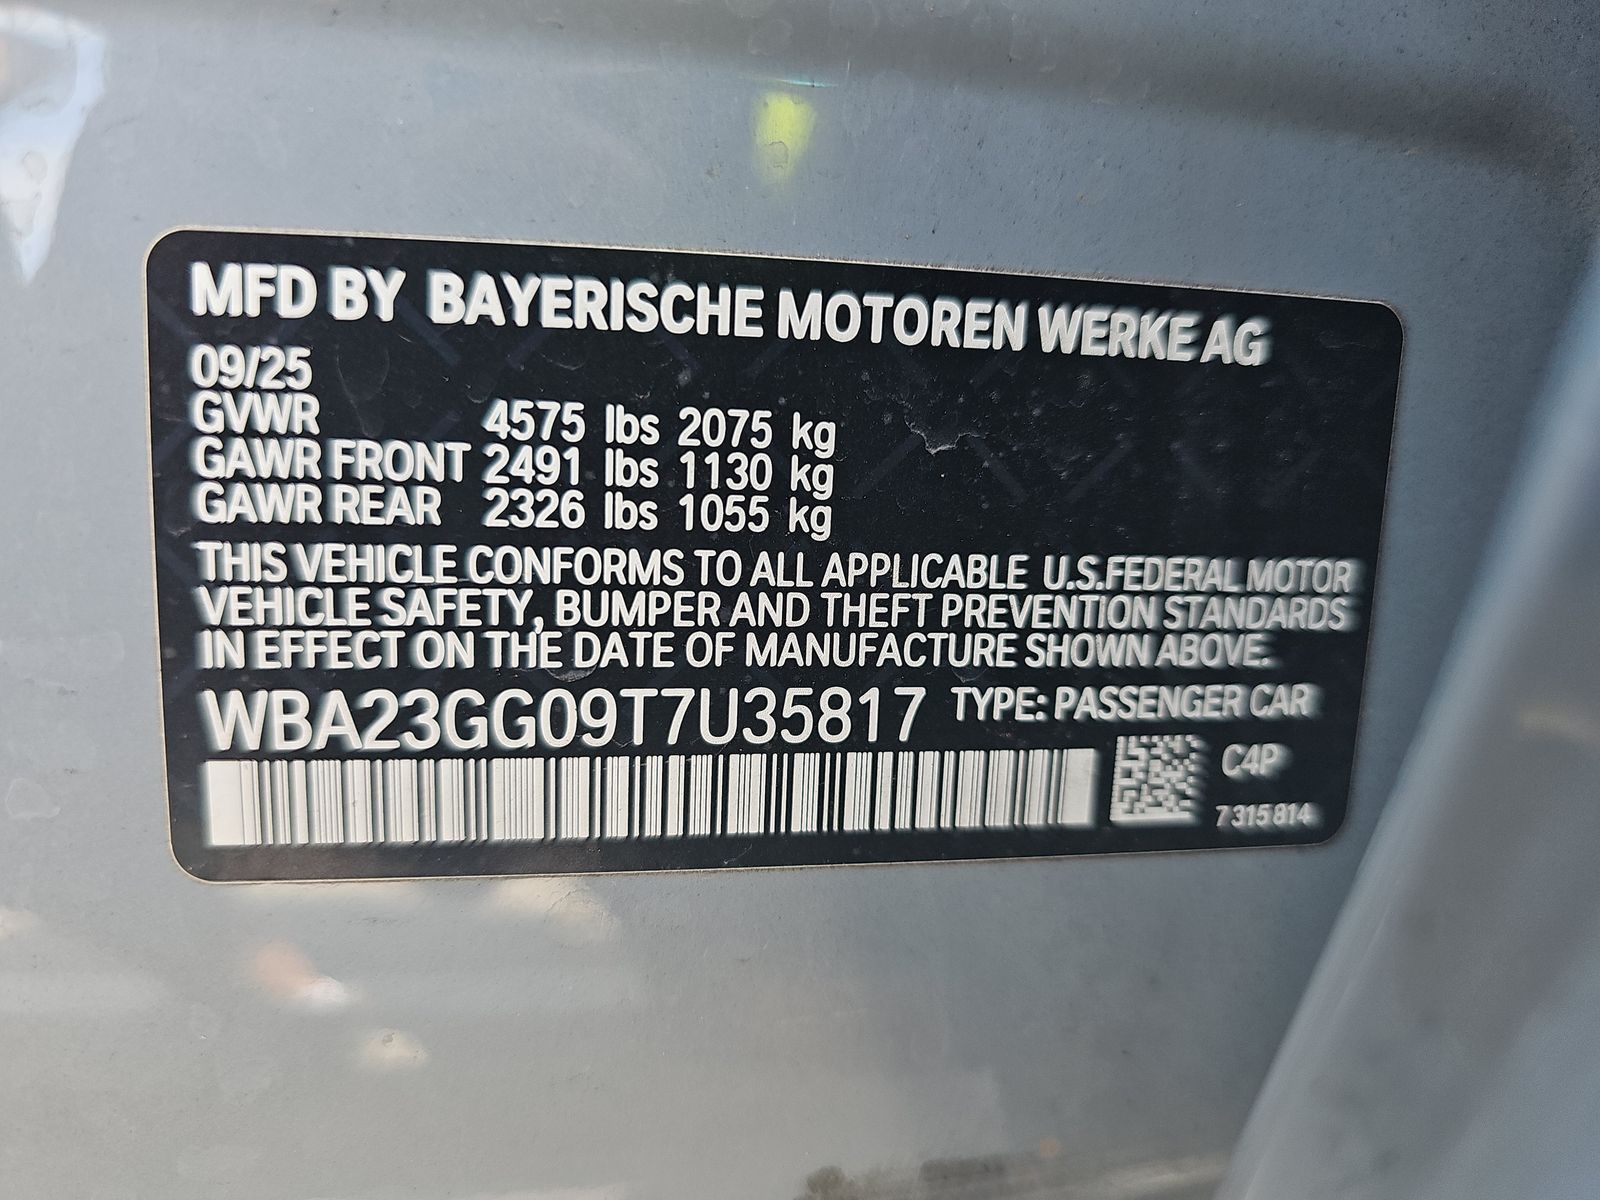 MFD BY BAYERISCHE MOTOREN WERKE AG
09/25
GVWR 4575 lbs 2075 kg
GAWR FRONT 2491 lbs 1130 kg
GAWR REAR 2326 lbs 1055 kg
THIS VEHICLE CONFORMS TO ALL APPLICABLE U.S.FEDERAL MOTOR
VEHICLE SAFETY, BUMPER AND THEFT PREVENTION STANDARDS
IN EFFECT ON THE DATE OF MANUFACTURE SHOWN ABOVE.
WBA23GG09T7U35817 TYPE: PASSENGER CAR
C4P
7 315 814